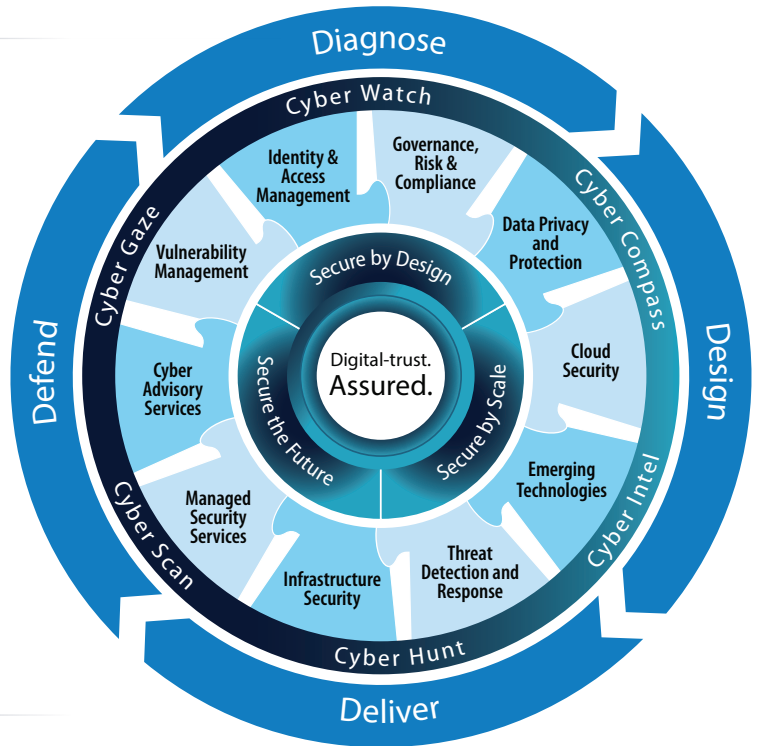 Diagnose
Cyber Watch
Governance,
Risk &
Compliance
Identity &
Access
Management
Data Privacy
and
Protection
Cyber Compass
Cyber Gaze
Vulnerability
Management
Secure by Design
Cloud
Security
Design
Defend
Digital-trust.
Assured.
Cyber
Advisory
Services
Secure the Future
Secure by Scale
Emerging
Technologies
Cyber Intel
Managed
Security
Services
Cyber Scan
Threat
Detection and
Response
Infrastructure
Security
Cyber Hunt
Deliver